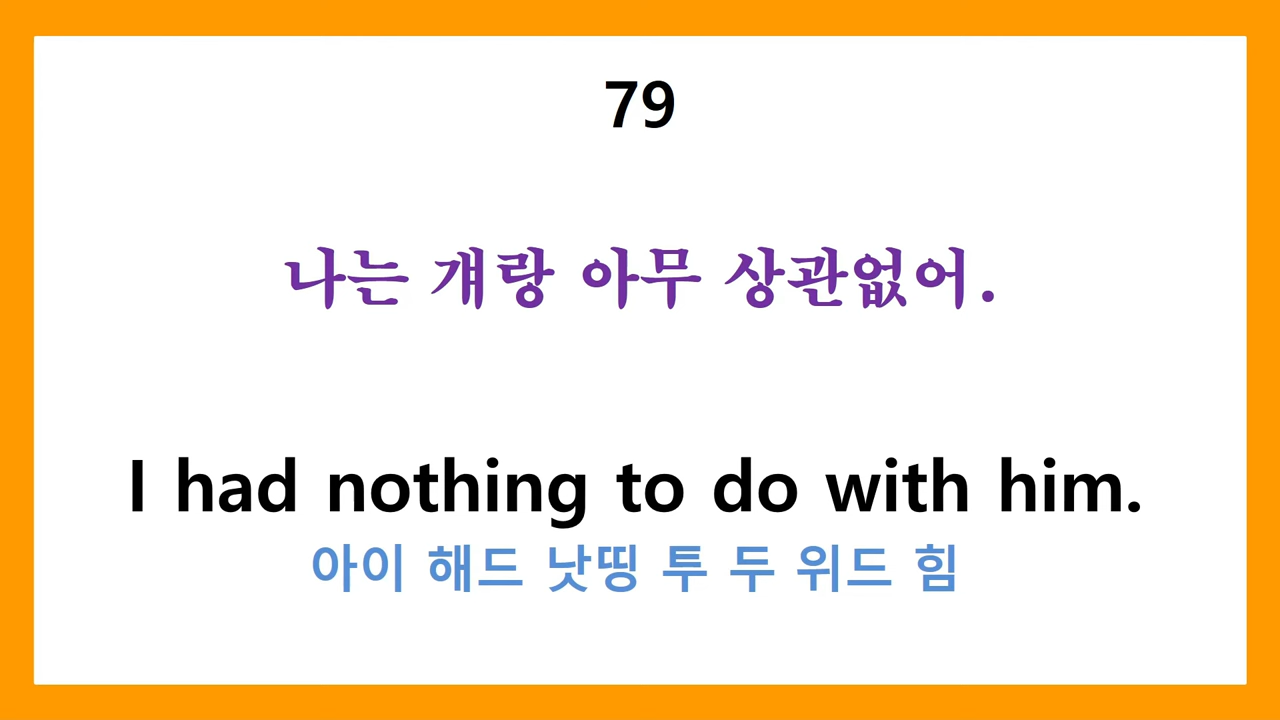 79
나는 걔랑 아무 상관없어.
I had nothing to do with him.
아이 해드 낫띵 투 두 위드 힘